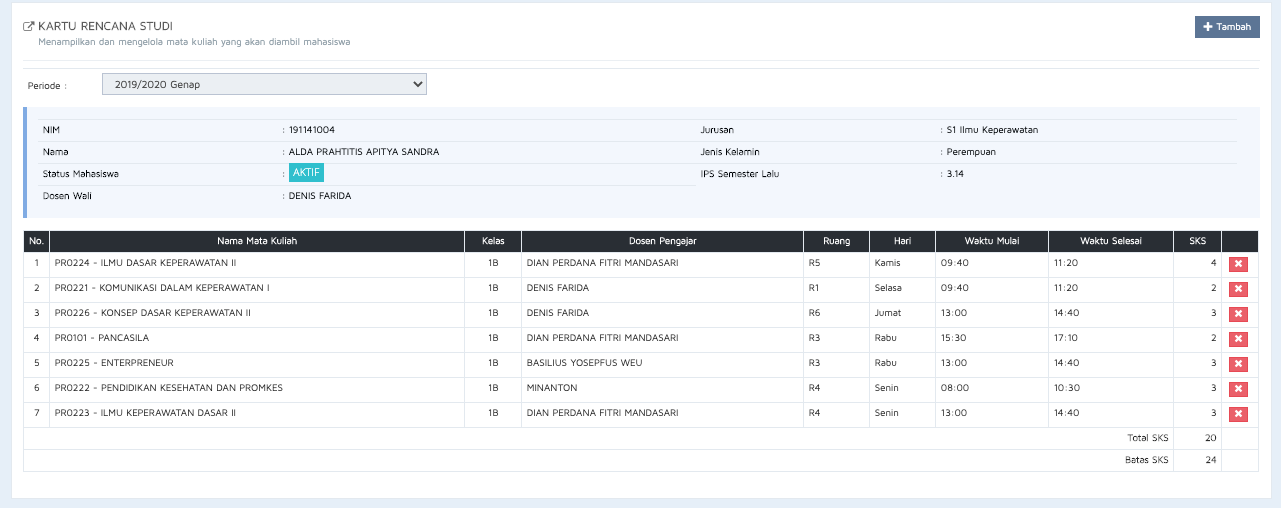 KARTU RENCANA STUDI
Menampilkan dan mengelola mata kuliah yang akan diambil mahasiswa
Tambah
Periode : 2019/2020 Genap
NIM : 191141004 Jurusan : S1 Ilmu Keperawatan
Nama : ALDA PRAHTITIS APITYA SANDRA Jenis Kelamin : Perempuan
Status Mahasiswa : AKTIF IPS Semester Lalu : 3.14
Dosen Wali : DENIS FARIDA
No. Nama Mata Kuliah Kelas Dosen Pengajar Ruang Hari Waktu Mulai Waktu Selesai SKS
1 PR0224 - ILMU DASAR KEPERAWATAN II 1B DIAN PERDANA FITRI MANDASARI R5 Kamis 09:40 11:20 4
2 PR0221 - KOMUNIKASI DALAM KEPERAWATAN I 1B DENIS FARIDA R1 Selasa 09:40 11:20 2
3 PR0226 - KONSEP DASAR KEPERAWATAN II 1B DENIS FARIDA R6 Jumat 13:00 14:40 3
4 PR0101 - PANCASILA 1B DIAN PERDANA FITRI MANDASARI R3 Rabu 15:30 17:10 2
5 PR0225 - ENTERPRENEUR 1B BASILIUS YOSEPFUS WEU R3 Rabu 13:00 14:40 3
6 PR0222 - PENDIDIKAN KESEHATAN DAN PROMKES 1B MINANTON R4 Senin 08:00 10:30 3
7 PR0223 - ILMU KEPERAWATAN DASAR II 1B DIAN PERDANA FITRI MANDASARI R4 Senin 13:00 14:40 3
Total SKS 20
Batas SKS 24